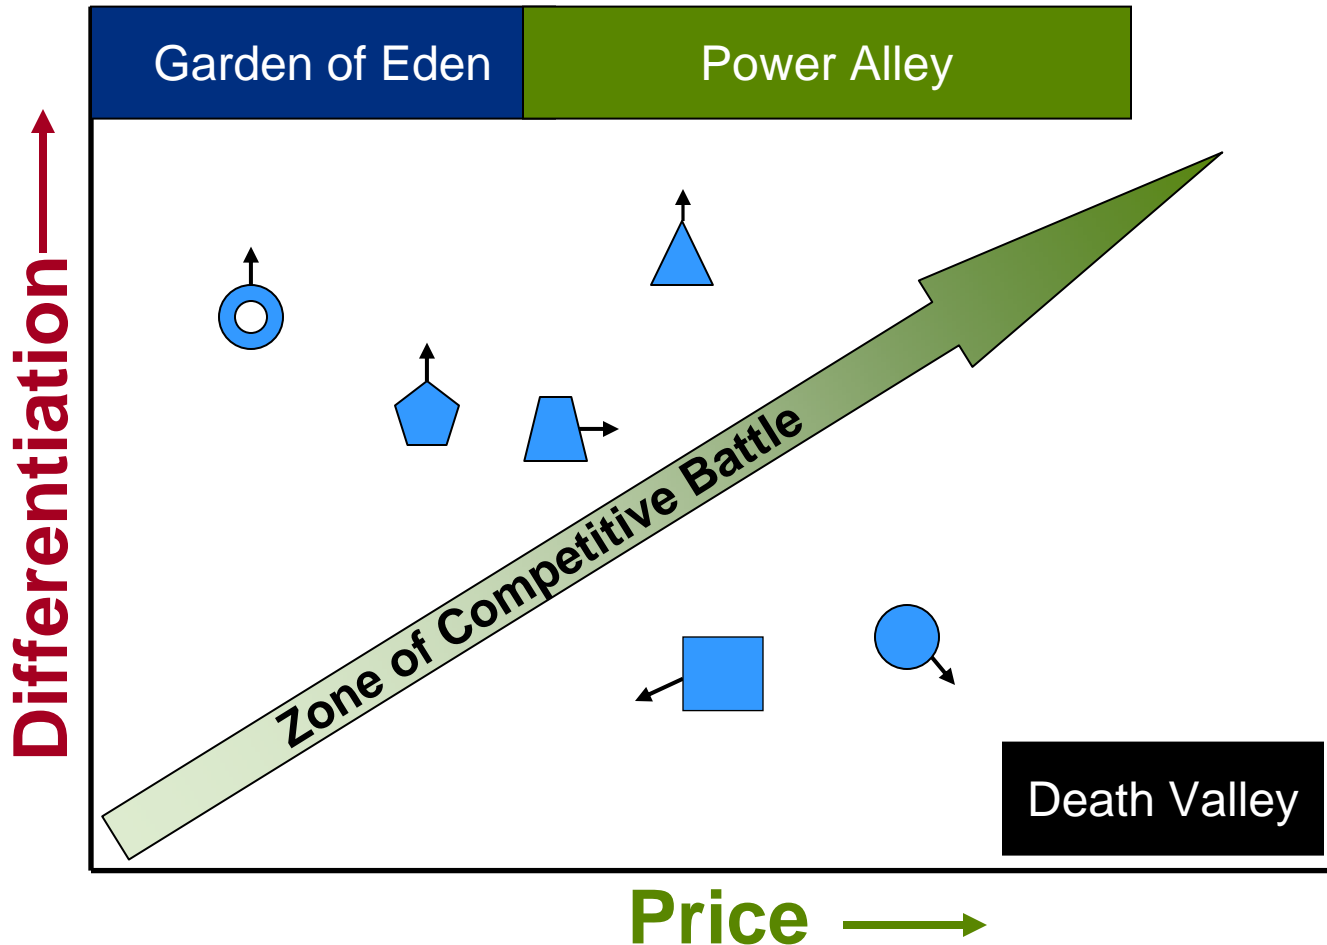 Garden of Eden
Power Alley
Differentiation
Zone of Competitive Battle
Death Valley
Price